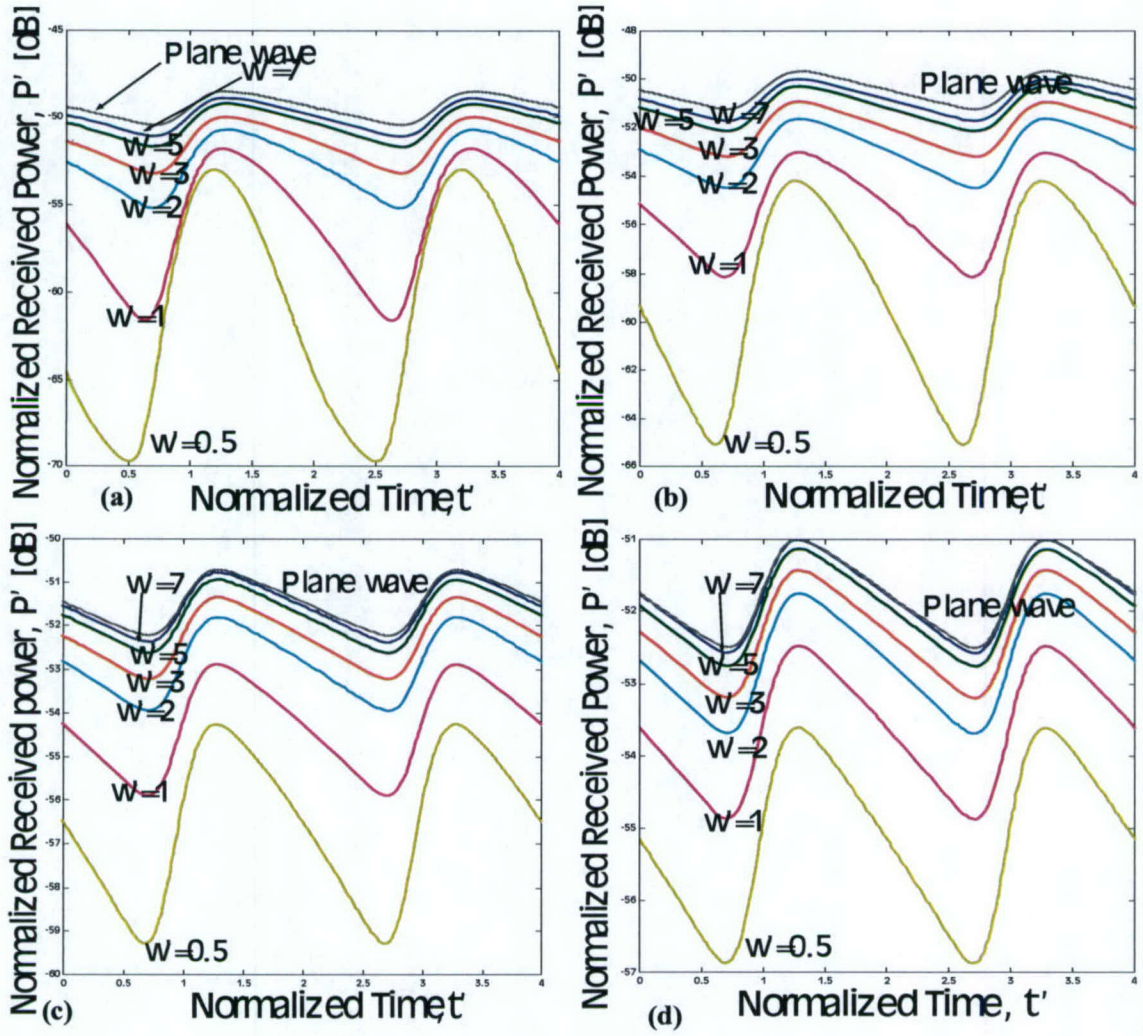 Normalized Received Power, P' [dB]
-45
-50
-55
-60
-65
-70
Plane wave
W'=7
W'=5
W'=3
W'=2
W'=1
W'=0.5
0 0.5 1 1.5 2 2.5 3 3.5 4
(a) Normalized Time, t'
Normalized Received Power, P' [dB]
-48
-50
-52
-54
-56
-58
-60
-62
-64
-66
Plane wave
W'=7
W'=5
W'=3
W'=2
W'=1
W'=0.5
0 0.5 1 1.5 2 2.5 3 3.5 4
(b) Normalized Time, t'
Normalized Received power, P' [dB]
-50
-51
-52
-53
-54
-55
-56
-57
-58
-59
-60
W'=7
Plane wave
W'=5
W'=3
W'=2
W'=1
W'=0.5
0 0.5 1 1.5 2 2.5 3 3.5 4
(c) Normalized Time, t'
Normalized Received Power, P' [dB]
-51
-52
-53
-54
-55
-56
-57
W'=7
Plane wave
W'=5
W'=3
W'=2
W'=1
W'=0.5
0 0.5 1 1.5 2 2.5 3 3.5 4
(d) Normalized Time, t'